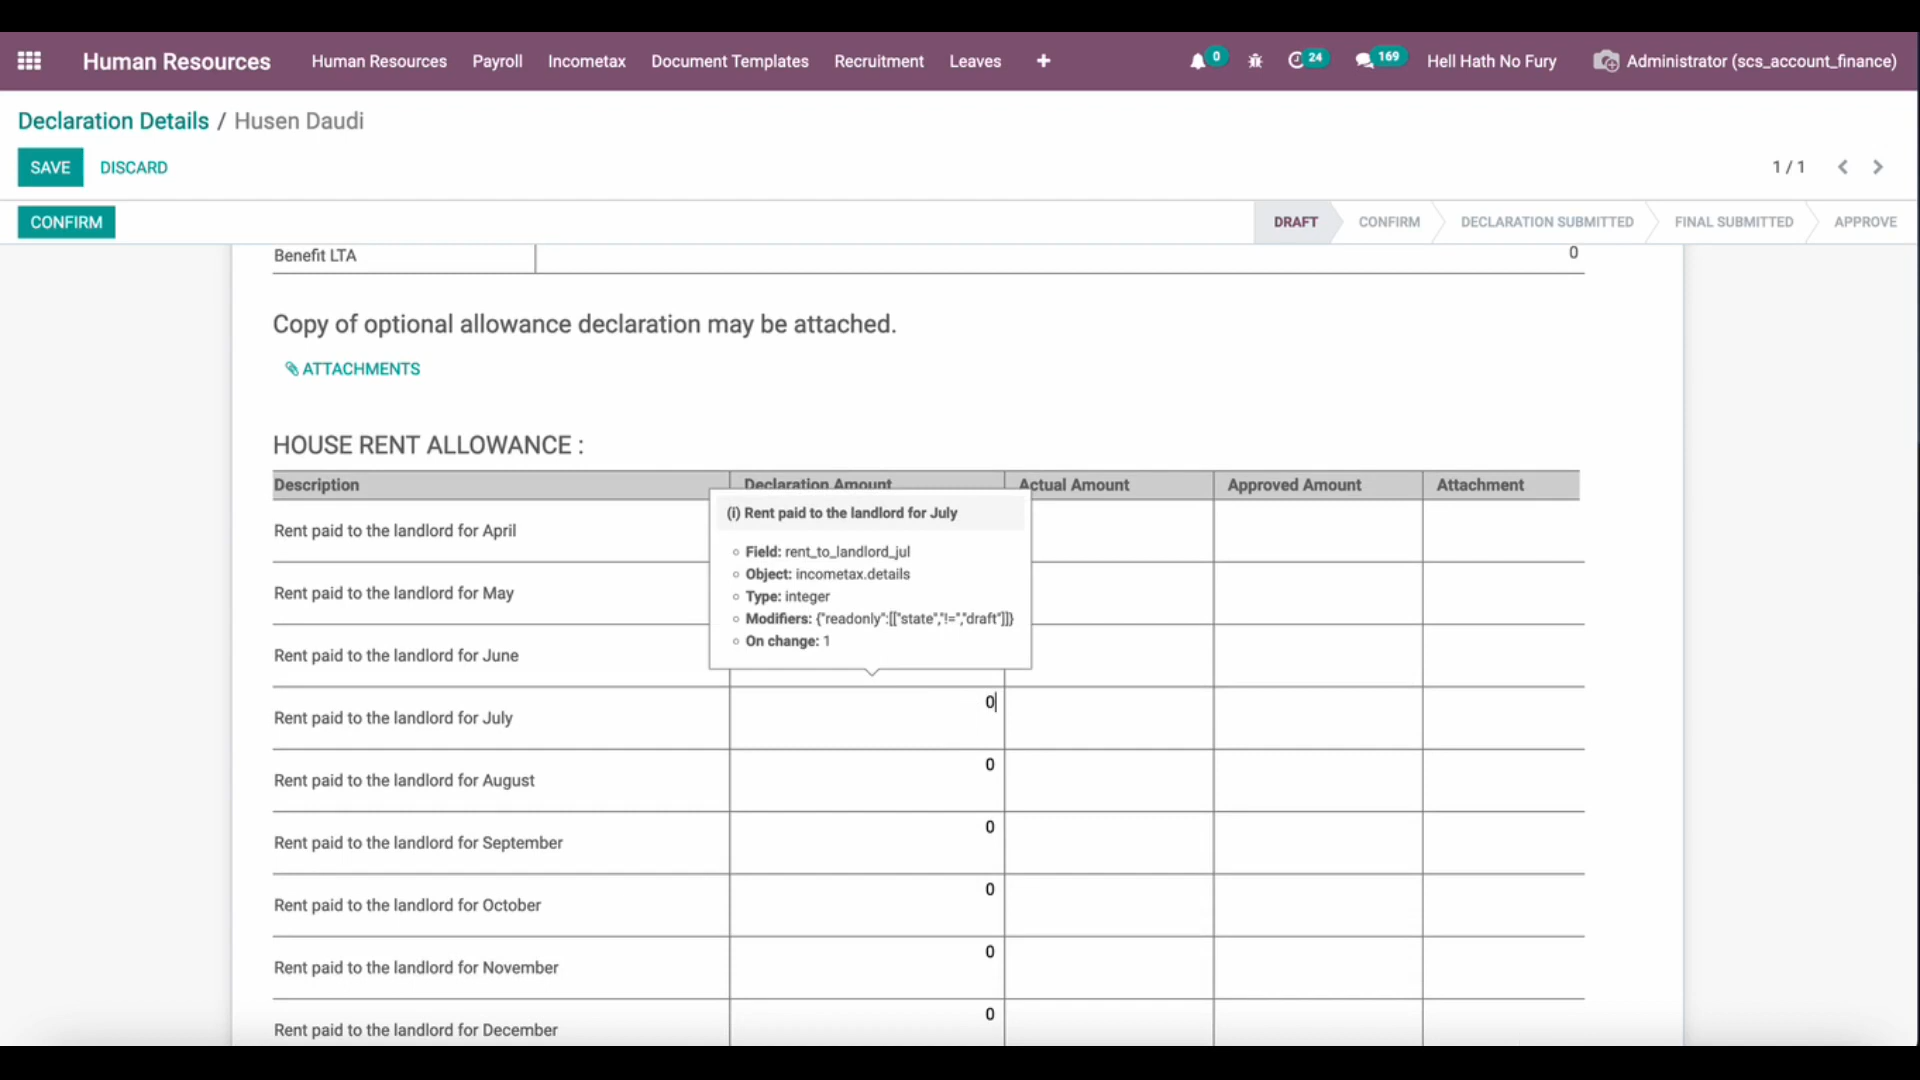 Human Resources Human Resources Payroll Incometax Document Templates Recruitment Leaves + 0 24 169 Hell Hath No Fury Administrator (scs_account_finance)
Declaration Details / Husen Daudi
SAVE DISCARD 1 / 1
CONFIRM DRAFT CONFIRM DECLARATION SUBMITTED FINAL SUBMITTED APPROVE
Benefit LTA 0
Copy of optional allowance declaration may be attached.
ATTACHMENTS
HOUSE RENT ALLOWANCE :
Description Declaration Amount Actual Amount Approved Amount Attachment
(i) Rent paid to the landlord for July
Rent paid to the landlord for April
Field: rent_to_landlord_jul
Object: incometax.details
Rent paid to the landlord for May
Type: integer
Modifiers: {"readonly":[["state","!=","draft"]]}
On change: 1
Rent paid to the landlord for June
Rent paid to the landlord for July 0
Rent paid to the landlord for August 0
Rent paid to the landlord for September 0
Rent paid to the landlord for October 0
Rent paid to the landlord for November 0
Rent paid to the landlord for December 0